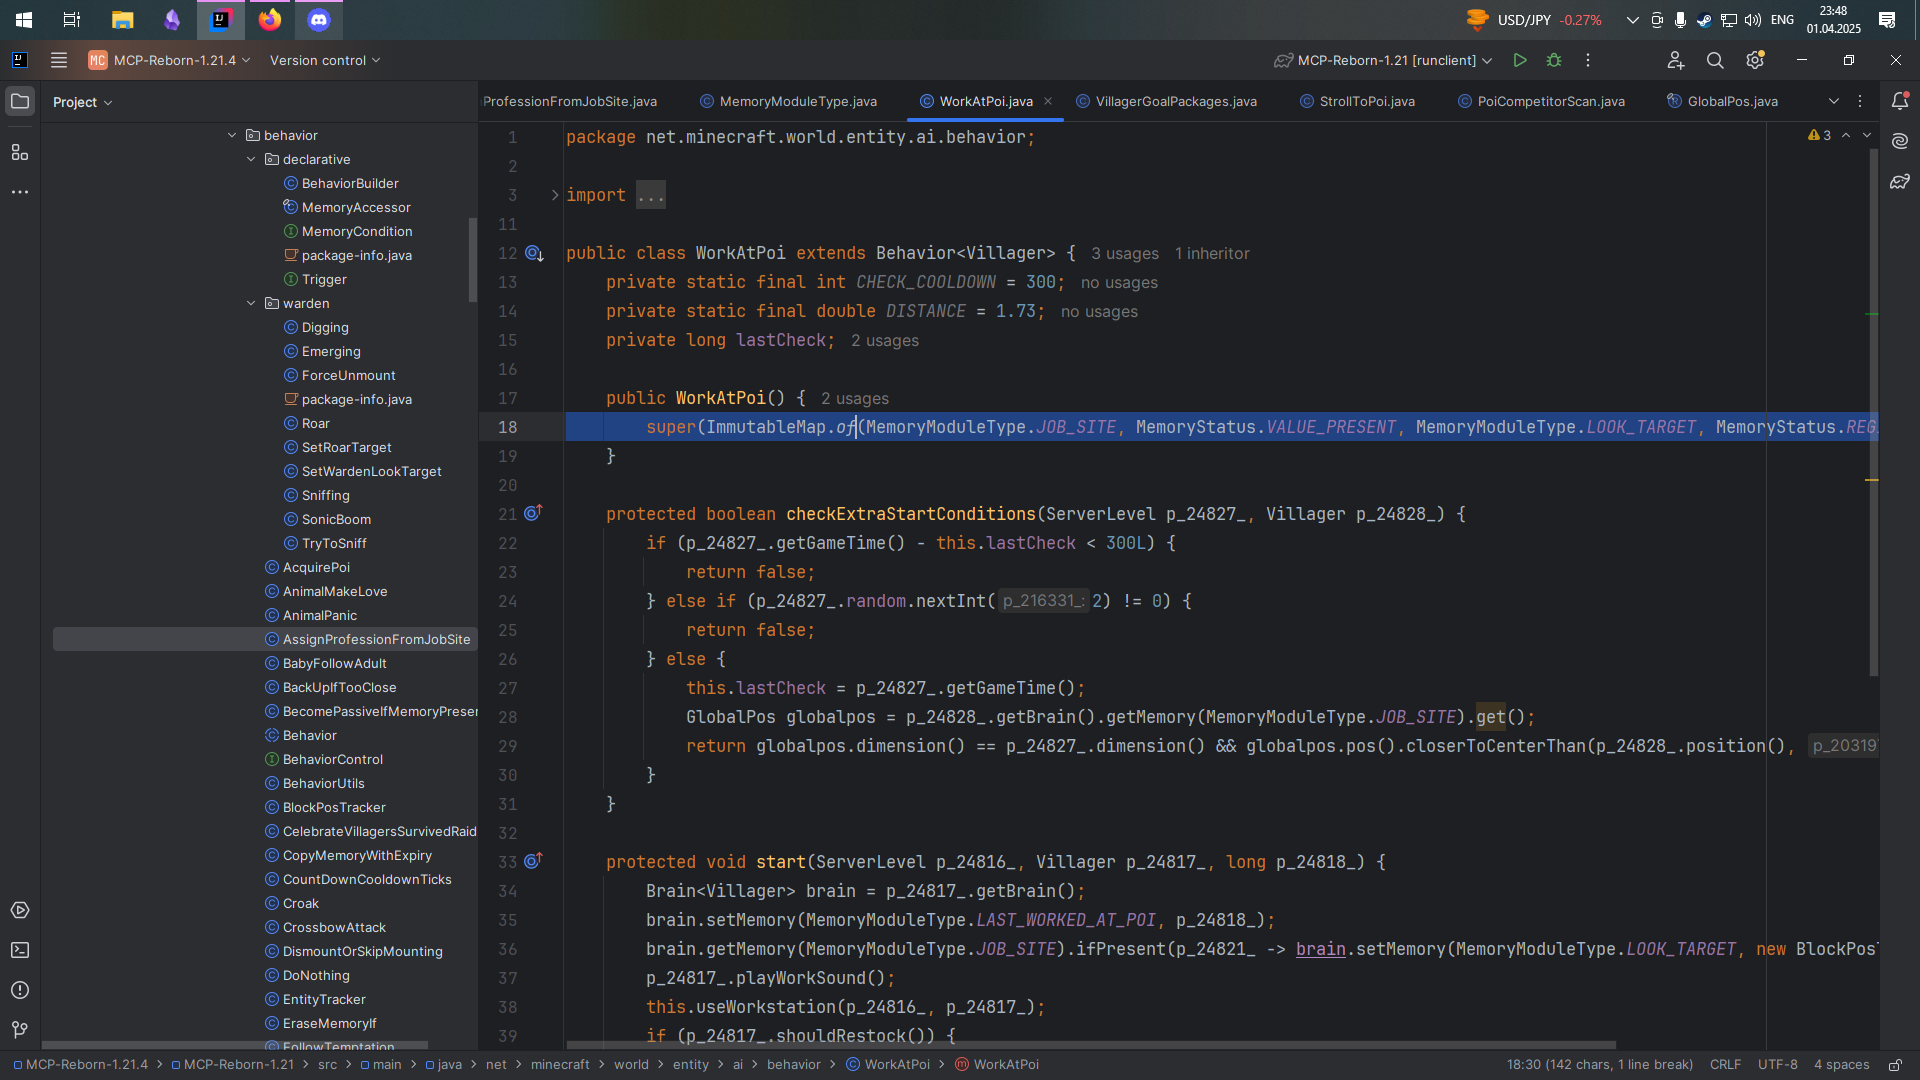 USD/JPY -0.27%
ENG
23:48
01.04.2025
MC MCP-Reborn-1.21.4 Version control
MCP-Reborn-1.21 [runclient]
Project
ProfessionFromJobSite.java MemoryModuleType.java WorkAtPoi.java VillagerGoalPackages.java StrollToPoi.java PoiCompetitorScan.java GlobalPos.java
behavior
declarative
BehaviorBuilder
MemoryAccessor
MemoryCondition
package-info.java
Trigger
warden
Digging
Emerging
ForceUnmount
package-info.java
Roar
SetRoarTarget
SetWardenLookTarget
Sniffing
SonicBoom
TryToSniff
AcquirePoi
AnimalMakeLove
AnimalPanic
AssignProfessionFromJobSite
BabyFollowAdult
BackUpIfTooClose
BecomePassiveIfMemoryPreser
Behavior
BehaviorControl
BehaviorUtils
BlockPosTracker
CelebrateVillagersSurvivedRaid
CopyMemoryWithExpiry
CountDownCooldownTicks
Croak
CrossbowAttack
DismountOrSkipMounting
DoNothing
EntityTracker
EraseMemoryIf
FollowTemptation
3
1 package net.minecraft.world.entity.ai.behavior;
2
3 import ...
11
12 public class WorkAtPoi extends Behavior<Villager> { 3 usages 1 inheritor
13 private static final int CHECK_COOLDOWN = 300; no usages
14 private static final double DISTANCE = 1.73; no usages
15 private long lastCheck; 2 usages
16
17 public WorkAtPoi() { 2 usages
18 super(ImmutableMap.of(MemoryModuleType.JOB_SITE, MemoryStatus.VALUE_PRESENT, MemoryModuleType.LOOK_TARGET, MemoryStatus.REG
19 }
20
21 protected boolean checkExtraStartConditions(ServerLevel p_24827_, Villager p_24828_) {
22 if (p_24827_.getGameTime() - this.lastCheck < 300L) {
23 return false;
24 } else if (p_24827_.random.nextInt( p_216331_: 2) != 0) {
25 return false;
26 } else {
27 this.lastCheck = p_24827_.getGameTime();
28 GlobalPos globalpos = p_24828_.getBrain().getMemory(MemoryModuleType.JOB_SITE).get();
29 return globalpos.dimension() == p_24827_.dimension() && globalpos.pos().closerToCenterThan(p_24828_.position(), p_20319
30 }
31 }
32
33 protected void start(ServerLevel p_24816_, Villager p_24817_, long p_24818_) {
34 Brain<Villager> brain = p_24817_.getBrain();
35 brain.setMemory(MemoryModuleType.LAST_WORKED_AT_POI, p_24818_);
36 brain.getMemory(MemoryModuleType.JOB_SITE).ifPresent(p_24821_ -> brain.setMemory(MemoryModuleType.LOOK_TARGET, new BlockPos
37 p_24817_.playWorkSound();
38 this.useWorkstation(p_24816_, p_24817_);
39 if (p_24817_.shouldRestock()) {
MCP-Reborn-1.21.4 MCP-Reborn-1.21 src main java net minecraft world entity ai behavior WorkAtPoi WorkAtPoi
18:30 (142 chars, 1 line break) CRLF UTF-8 4 spaces